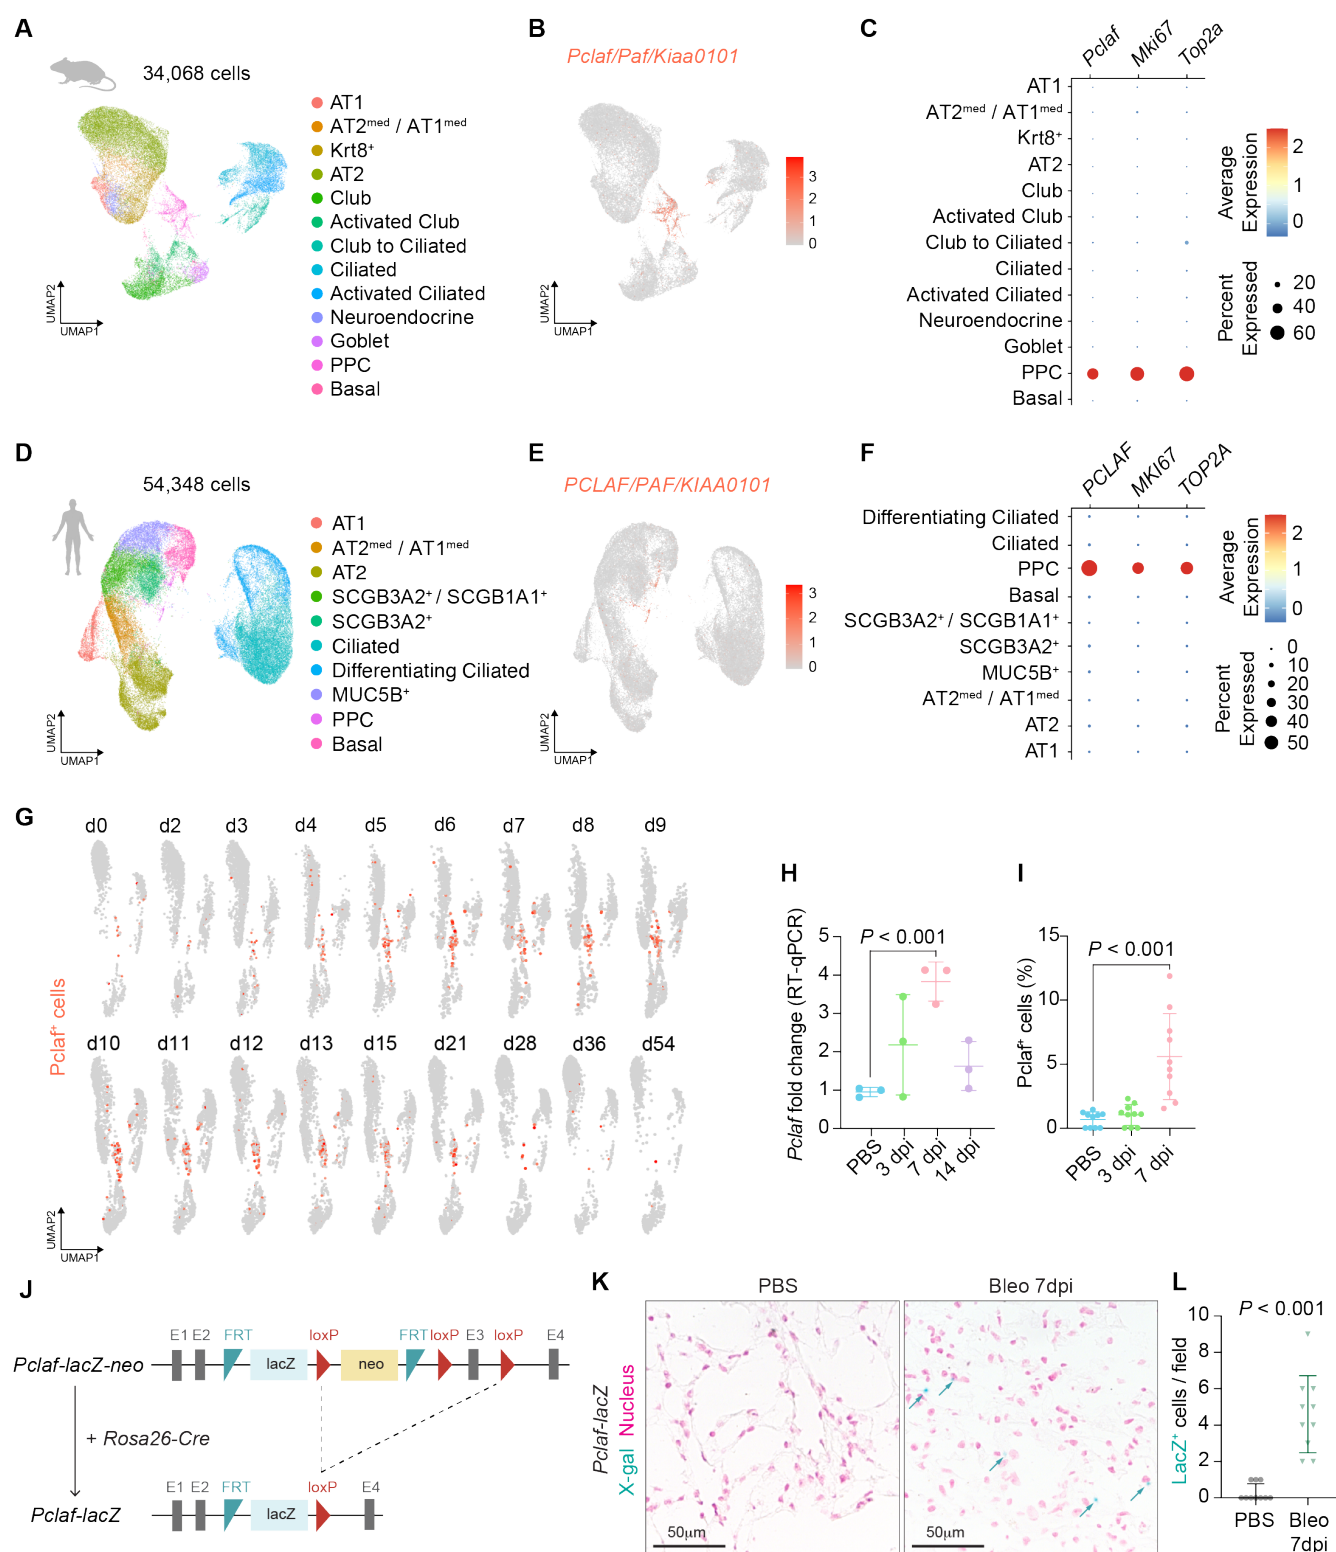 A
34,068 cells
AT1
AT2med / AT1med
Krt8+
AT2
Club
Activated Club
Club to Ciliated
Ciliated
Activated Ciliated
Neuroendocrine
Goblet
PPC
Basal
UMAP2
UMAP1
B
Pclaf/Paf/Kiaa0101
3
2
1
0
UMAP2
UMAP1
C
Pclaf
Mki67
Top2a
AT1
AT2med / AT1med
Krt8+
AT2
Club
Activated Club
Club to Ciliated
Ciliated
Activated Ciliated
Neuroendocrine
Goblet
PPC
Basal
Average
Expression
2
1
0
Percent
Expressed
20
40
60
D
54,348 cells
AT1
AT2med / AT1med
AT2
SCGB3A2+ / SCGB1A1+
SCGB3A2+
Ciliated
Differentiating Ciliated
MUC5B+
PPC
Basal
UMAP2
UMAP1
E
PCLAF/PAF/KIAA0101
3
2
1
0
UMAP2
UMAP1
F
PCLAF
MKI67
TOP2A
Differentiating Ciliated
Ciliated
PPC
Basal
SCGB3A2+ / SCGB1A1+
SCGB3A2+
MUC5B+
AT2med / AT1med
AT2
AT1
Average
Expression
2
1
0
Percent
Expressed
0
10
20
30
40
50
G
Pclaf+ cells
d0 d2 d3 d4 d5 d6 d7 d8 d9
d10 d11 d12 d13 d15 d21 d28 d36 d54
UMAP2
UMAP1
H
Pclaf fold change (RT-qPCR)
P < 0.001
5
4
3
2
1
0
PBS
3 dpi
7 dpi
14 dpi
I
Pclaf+ cells (%)
P < 0.001
15
10
5
0
PBS
3 dpi
7 dpi
J
E1 E2 FRT loxP FRT loxP E3 loxP E4
Pclaf-lacZ-neo
lacZ
neo
+ Rosa26-Cre
E1 E2 FRT loxP E4
Pclaf-lacZ
lacZ
K
PBS
Bleo 7dpi
Pclaf-lacZ
X-gal Nucleus
50μm
50μm
L
P < 0.001
LacZ+ cells / field
10
8
6
4
2
0
PBS
Bleo
7dpi